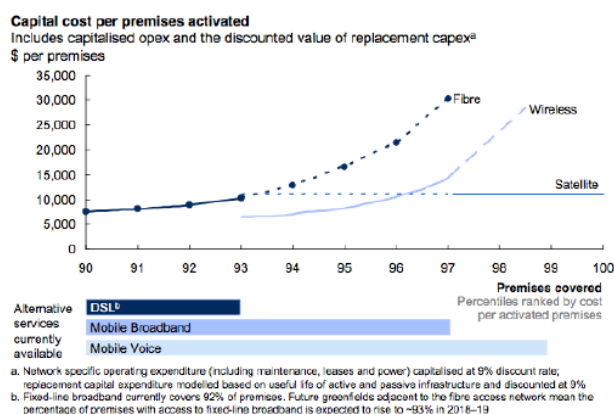 Capital cost per premises activated
Includes capitalised opex and the discounted value of replacement capexᵃ
$ per premises
35,000
30,000
25,000
20,000
15,000
10,000
5,000
0
Fibre
Wireless
Satellite
90 91 92 93 94 95 96 97 98 99 100
Premises covered
Percentiles ranked by cost
per activated premises
Alternative
services
currently
available
DSLᵇ
Mobile Broadband
Mobile Voice
a. Network specific operating expenditure (including maintenance, leases and power) capitalised at 9% discount rate;
replacement capital expenditure modelled based on useful life of active and passive infrastructure and discounted at 9%
b. Fixed-line broadband currently covers 92% of premises. Future greenfields adjacent to the fibre access network mean the
percentage of premises with access to fixed-line broadband is expected to rise to ~93% in 2018–19